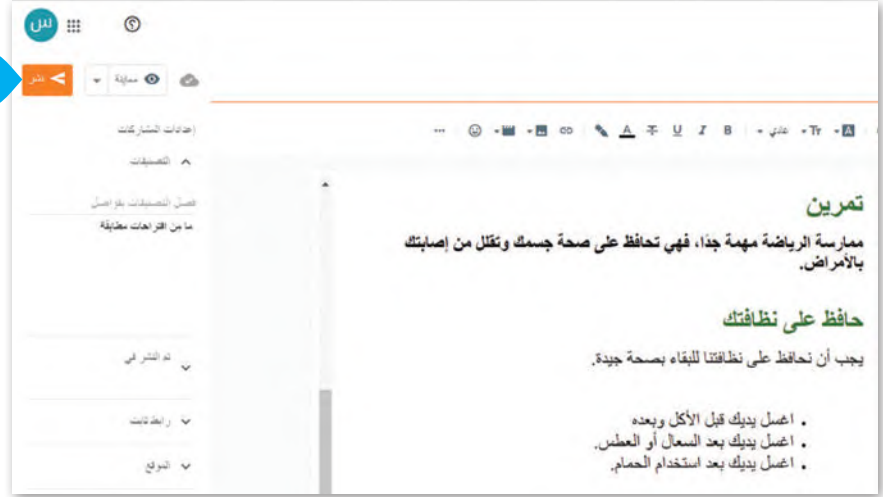 س
نشر
معاينة
عادي
إعدادات المشاركات
التصنيفات
فصل التصنيفات بفواصل
ما مِن اقتراحات مطابقة
تم النشر في
رابط ثابت
الموقع
تمرين
ممارسة الرياضة مهمة جدًا، فهي تحافظ على صحة جسمك وتقلل من إصابتك
بالأمراض.
حافظ على نظافتك
يجب أن نحافظ على نظافتنا للبقاء بصحة جيدة.
• اغسل يديك قبل الأكل وبعده
• اغسل يديك بعد السعال أو العطس.
• اغسل يديك بعد استخدام الحمام.